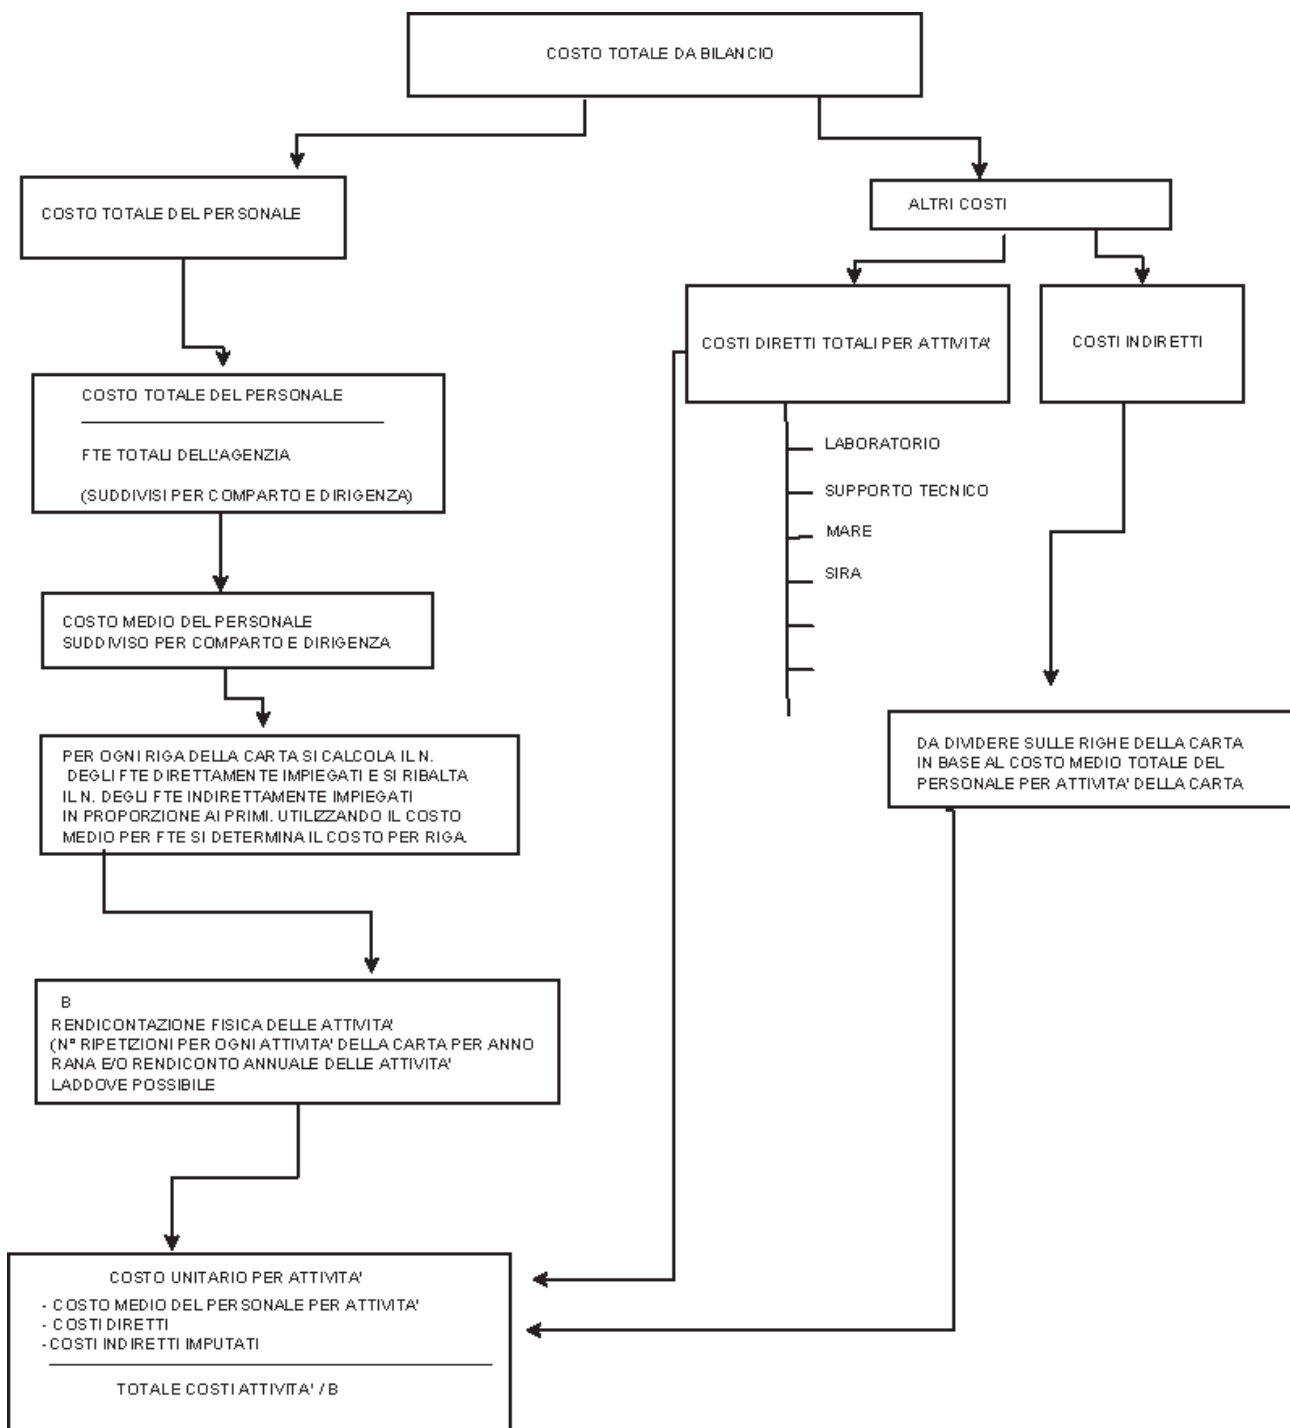 COSTO TOTALE DA BILANCIO
COSTO TOTALE DEL PERSONALE
ALTRI COSTI
COSTI DIRETTI TOTALI PER ATTIVITA'
COSTI INDIRETTI
COSTO TOTALE DEL PERSONALE
FTE TOTALI DELL'AGENZIA
(SUDDIVISI PER COMPARTO E DIRIGENZA)
LABORATORIO
SUPPORTO TECNICO
MARE
SIRA
COSTO MEDIO DEL PERSONALE
SUDDIVISO PER COMPARTO E DIRIGENZA
PER OGNI RIGA DELLA CARTA SI CALCOLA IL N.
DEGLI FTE DIRETTAMENTE IMPIEGATI E SI RIBALTA
IL N. DEGLI FTE INDIRETTAMENTE IMPIEGATI
IN PROPORZIONE AI PRIMI. UTILIZZANDO IL COSTO
MEDIO PER FTE SI DETERMINA IL COSTO PER RIGA.
DA DIVIDERE SULLE RIGHE DELLA CARTA
IN BASE AL COSTO MEDIO TOTALE DEL
PERSONALE PER ATTIVITA' DELLA CARTA
B
RENDICONTAZIONE FISICA DELLE ATTIVITA'
(N° RIPETIZIONI PER OGNI ATTIVITA' DELLA CARTA PER ANNO
RANA E/O RENDICONTO ANNUALE DELLE ATTIVITA'
LADDOVE POSSIBILE
COSTO UNITARIO PER ATTIVITA'
- COSTO MEDIO DEL PERSONALE PER ATTIVITA'
- COSTI DIRETTI
-COSTI INDIRETTI IMPUTATI
TOTALE COSTI ATTIVITA' / B